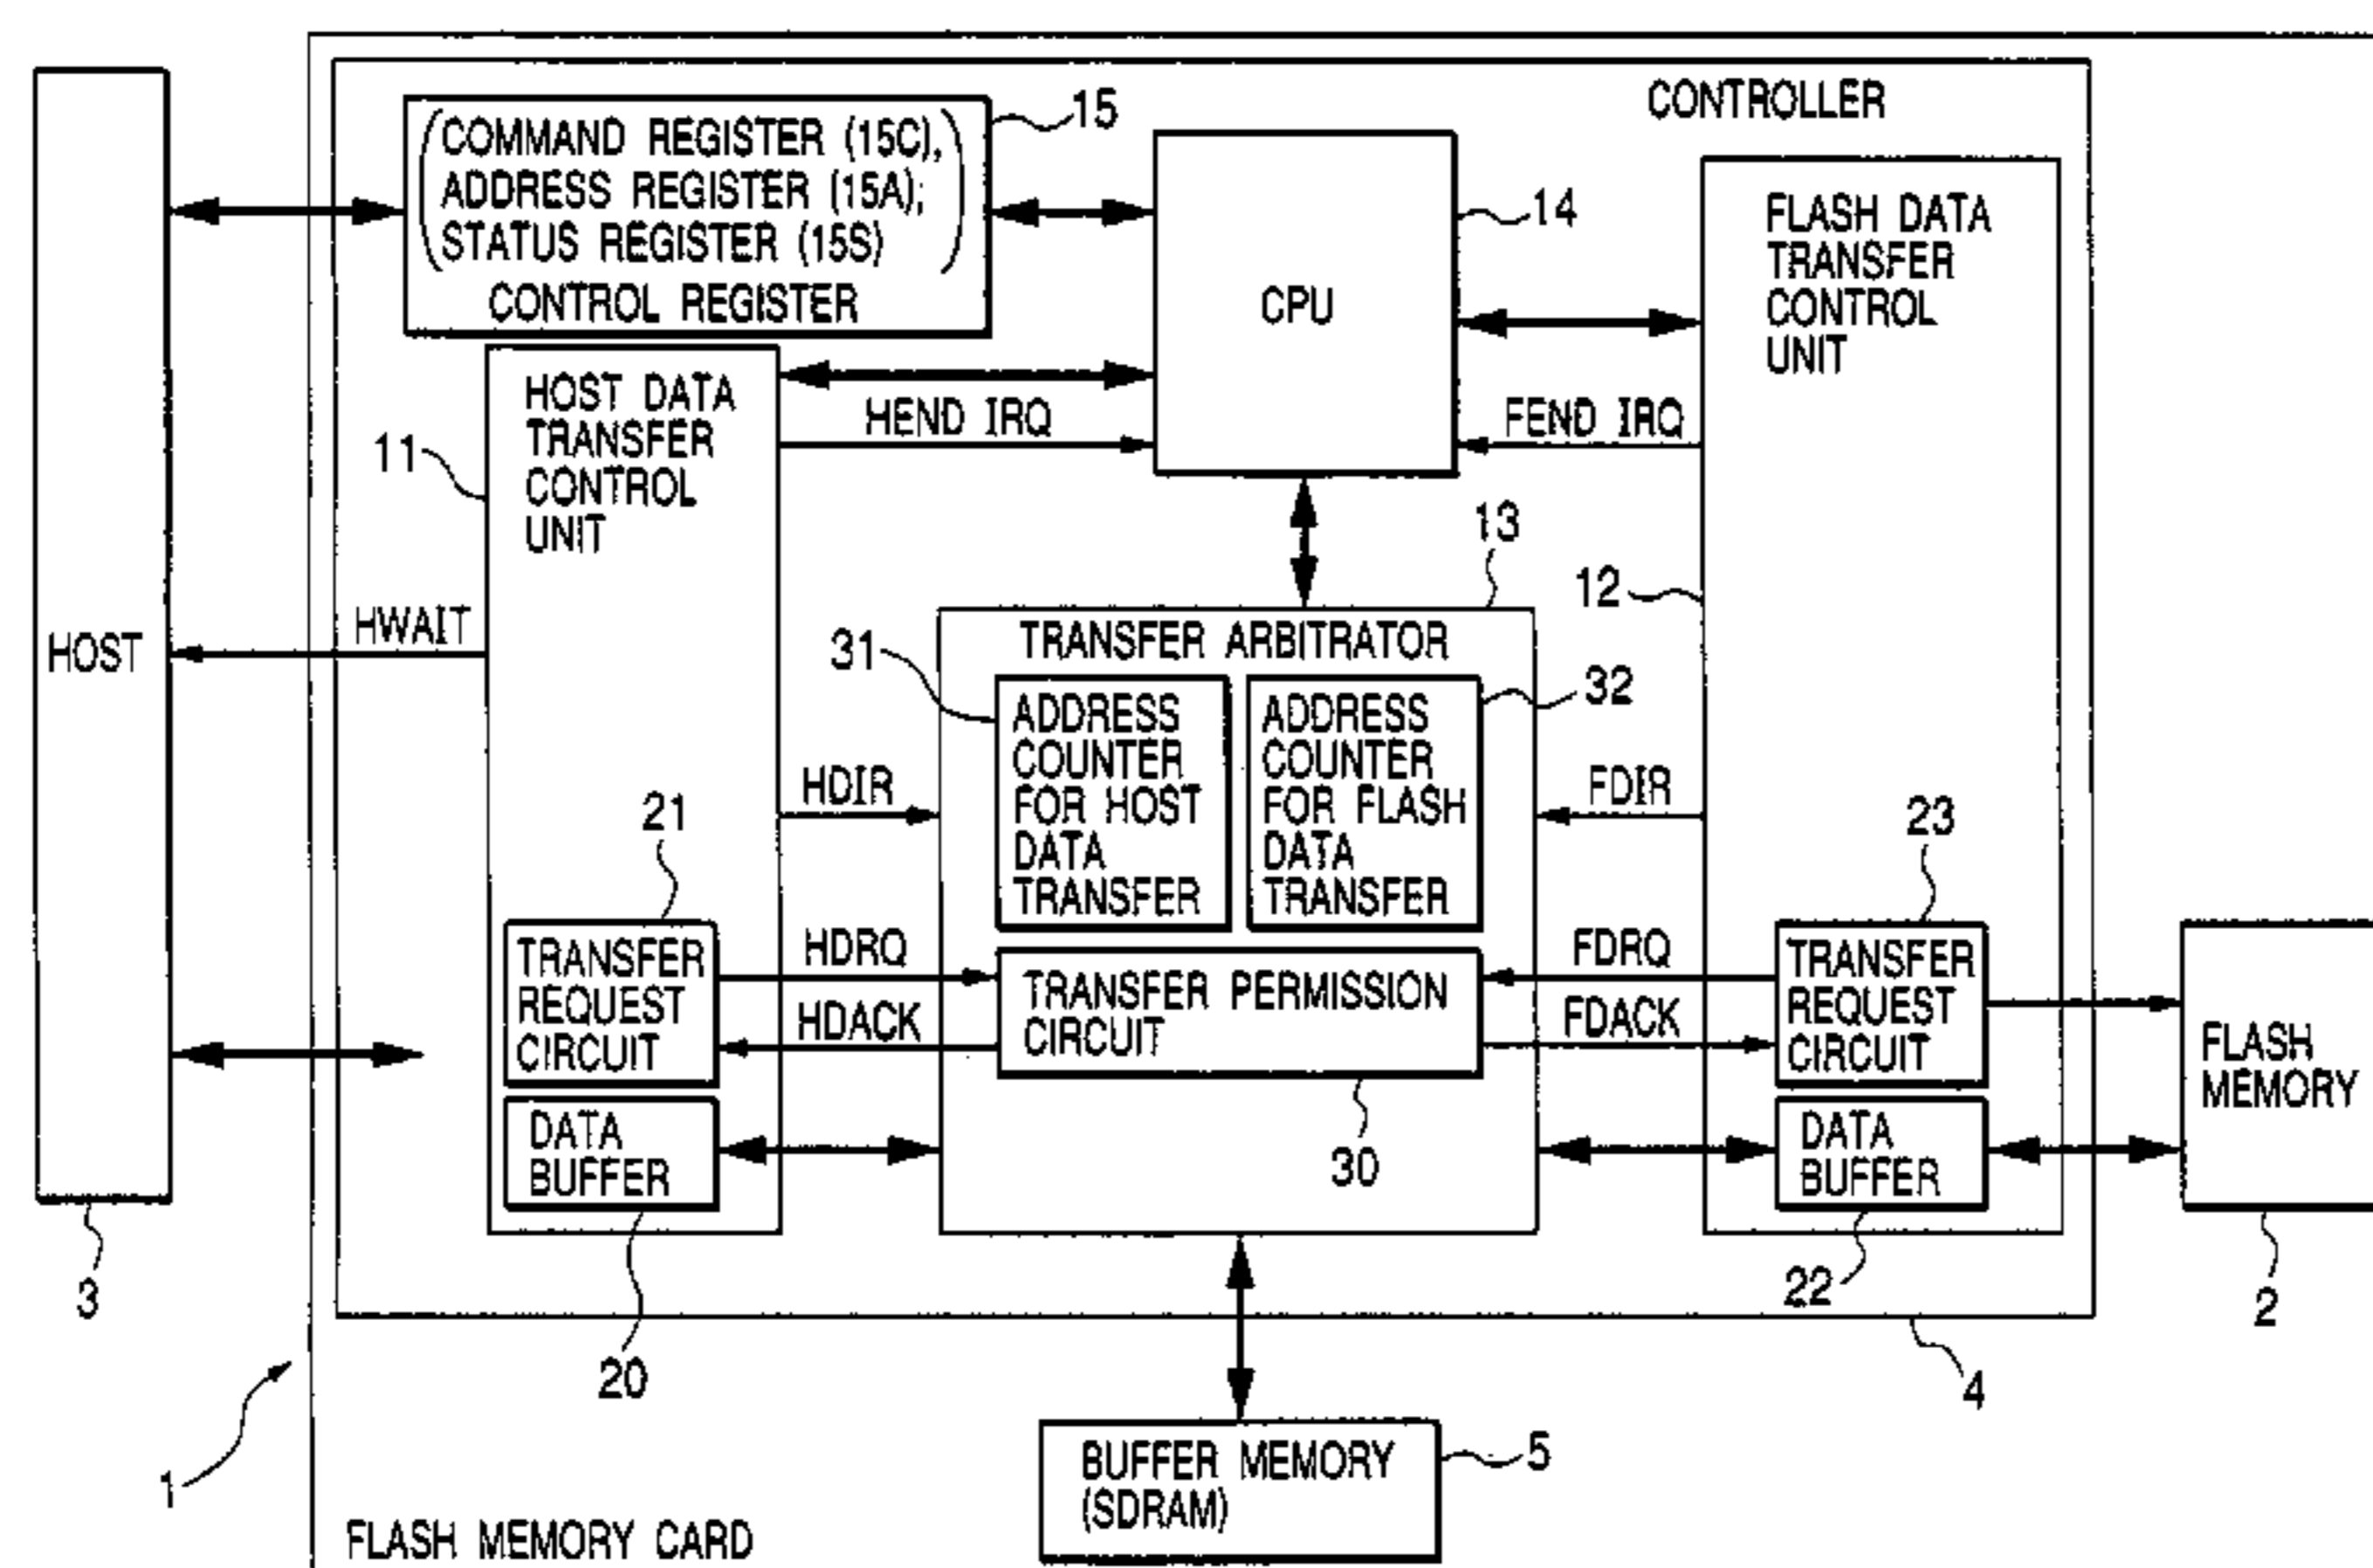 CONTROLLER
15
(COMMAND REGISTER (15C),
ADDRESS REGISTER (15A);
STATUS REGISTER (15S))
CONTROL REGISTER
CPU
14
FLASH DATA
TRANSFER
CONTROL
UNIT
HOST DATA
TRANSFER
CONTROL
UNIT
11
HEND IRQ
FEND IRQ
13
12
HOST
HWAIT
TRANSFER ARBITRATOR
31
32
ADDRESS
COUNTER
FOR HOST
DATA
TRANSFER
ADDRESS
COUNTER
FOR FLASH
DATA
TRANSFER
HDIR
FDIR
21
23
TRANSFER
REQUEST
CIRCUIT
HDRQ
HDACK
TRANSFER PERMISSION
CIRCUIT
FDRQ
FDACK
TRANSFER
REQUEST
CIRCUIT
FLASH
MEMORY
DATA
BUFFER
30
DATA
BUFFER
3
20
22
2
4
1
BUFFER MEMORY
(SDRAM)
5
FLASH MEMORY CARD